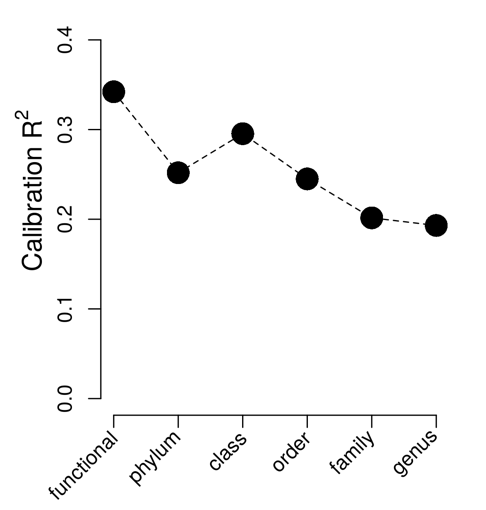 Calibration R²
0.4
0.3
0.2
0.1
0.0
functional
phylum
class
order
family
genus